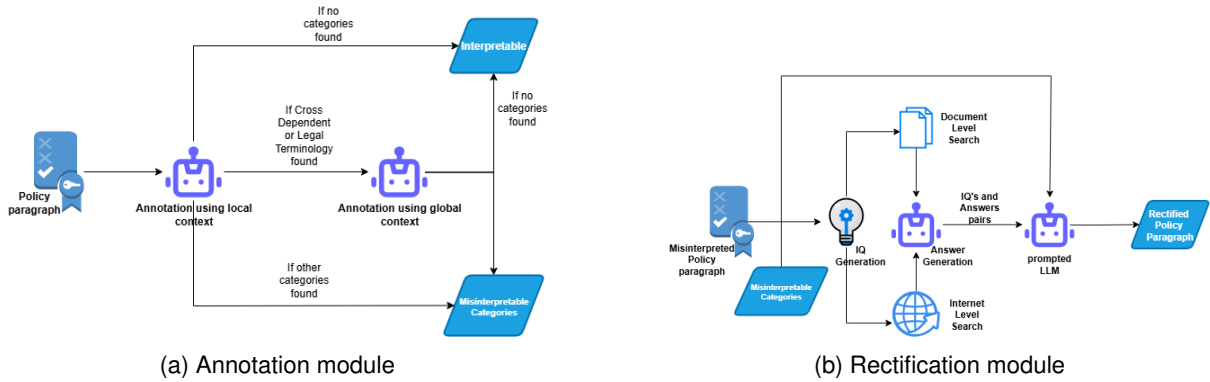 If no
categories
found
Interpretable
If Cross
Dependent
or Legal
Terminology
found
If no
categories
found
Policy
paragraph
Annotation using local
context
Annotation using global
context
If other
categories
found
Misinterpretable
Categories
(a) Annotation module
Document
Level
Search
IQ's and
Answers
pairs
Rectified
Policy
Paragraph
Misinterpreted
Policy
paragraph
IQ
Generation
Answer
Generation
prompted
LLM
Misinterpretable
Categories
Internet
Level
Search
(b) Rectification module